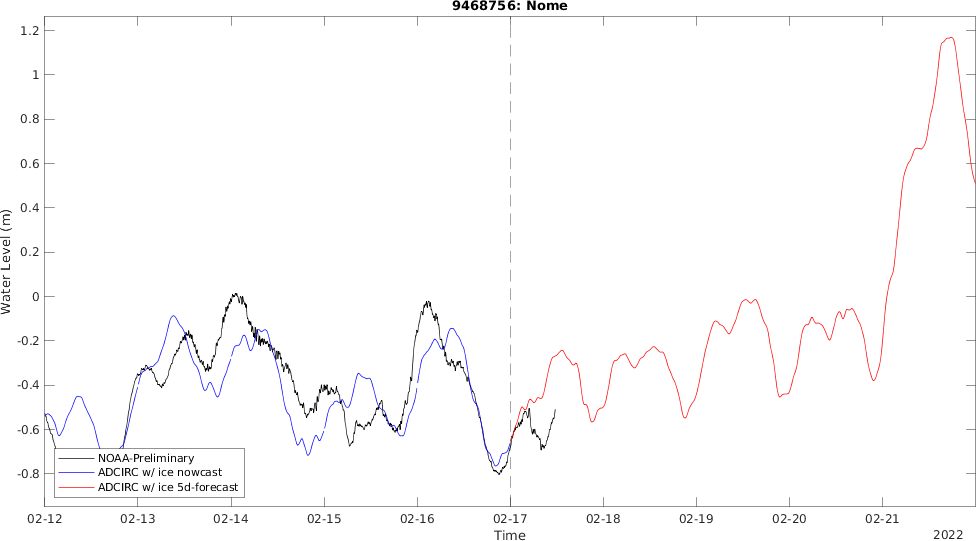 9468756: Nome
Water Level (m)
1.2
1
0.8
0.6
0.4
0.2
0
-0.2
-0.4
-0.6
-0.8
NOAA-Preliminary
ADCIRC w/ ice nowcast
ADCIRC w/ ice 5d-forecast
02-12 02-13 02-14 02-15 02-16 02-17 02-18 02-19 02-20 02-21
Time
2022